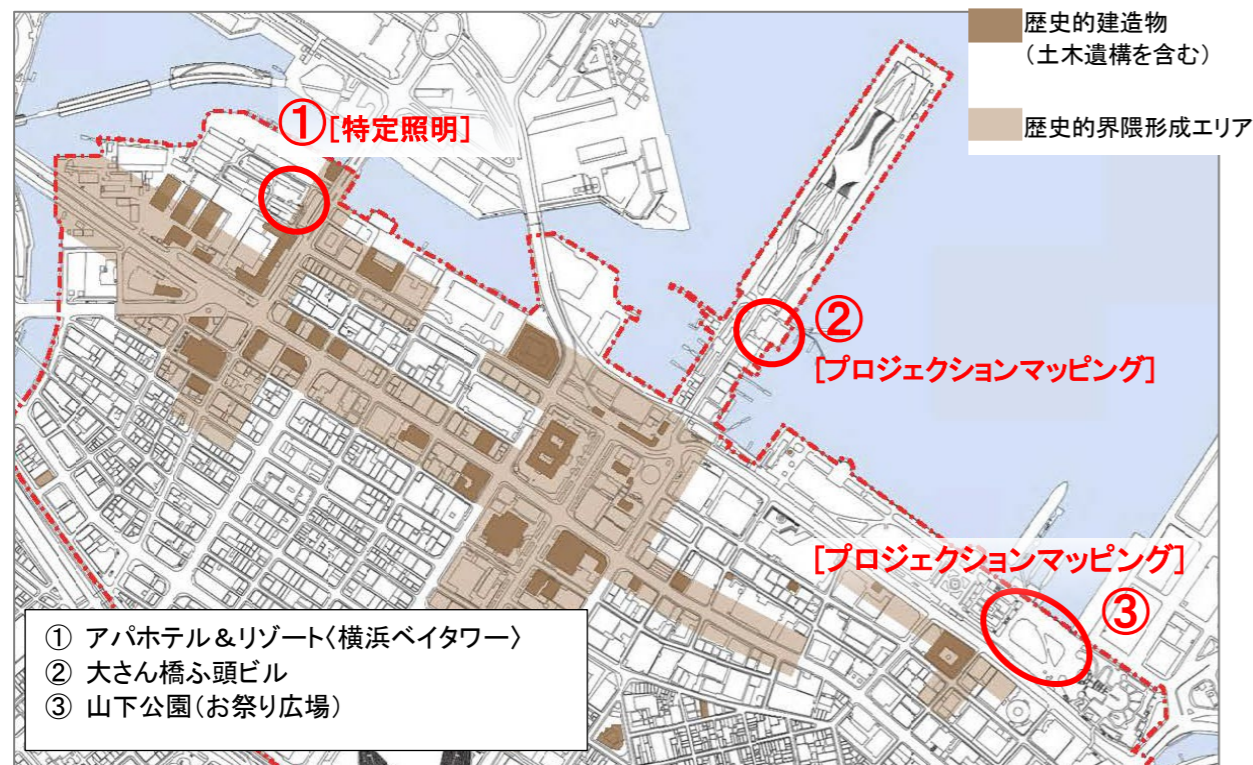 歴史的建造物
（土木遺構を含む）
歴史的界隈形成エリア
①[特定照明]
②
[プロジェクションマッピング]
[プロジェクションマッピング]
③
① アパホテル＆リゾート〈横浜ベイタワー〉
② 大さん橋ふ頭ビル
③ 山下公園（お祭り広場）